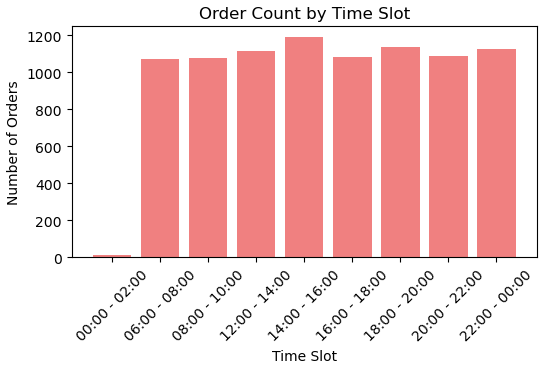 Order Count by Time Slot
Number of Orders
1200
1000
800
600
400
200
0
00:00 - 02:00
06:00 - 08:00
08:00 - 10:00
12:00 - 14:00
14:00 - 16:00
16:00 - 18:00
18:00 - 20:00
20:00 - 22:00
22:00 - 00:00
Time Slot